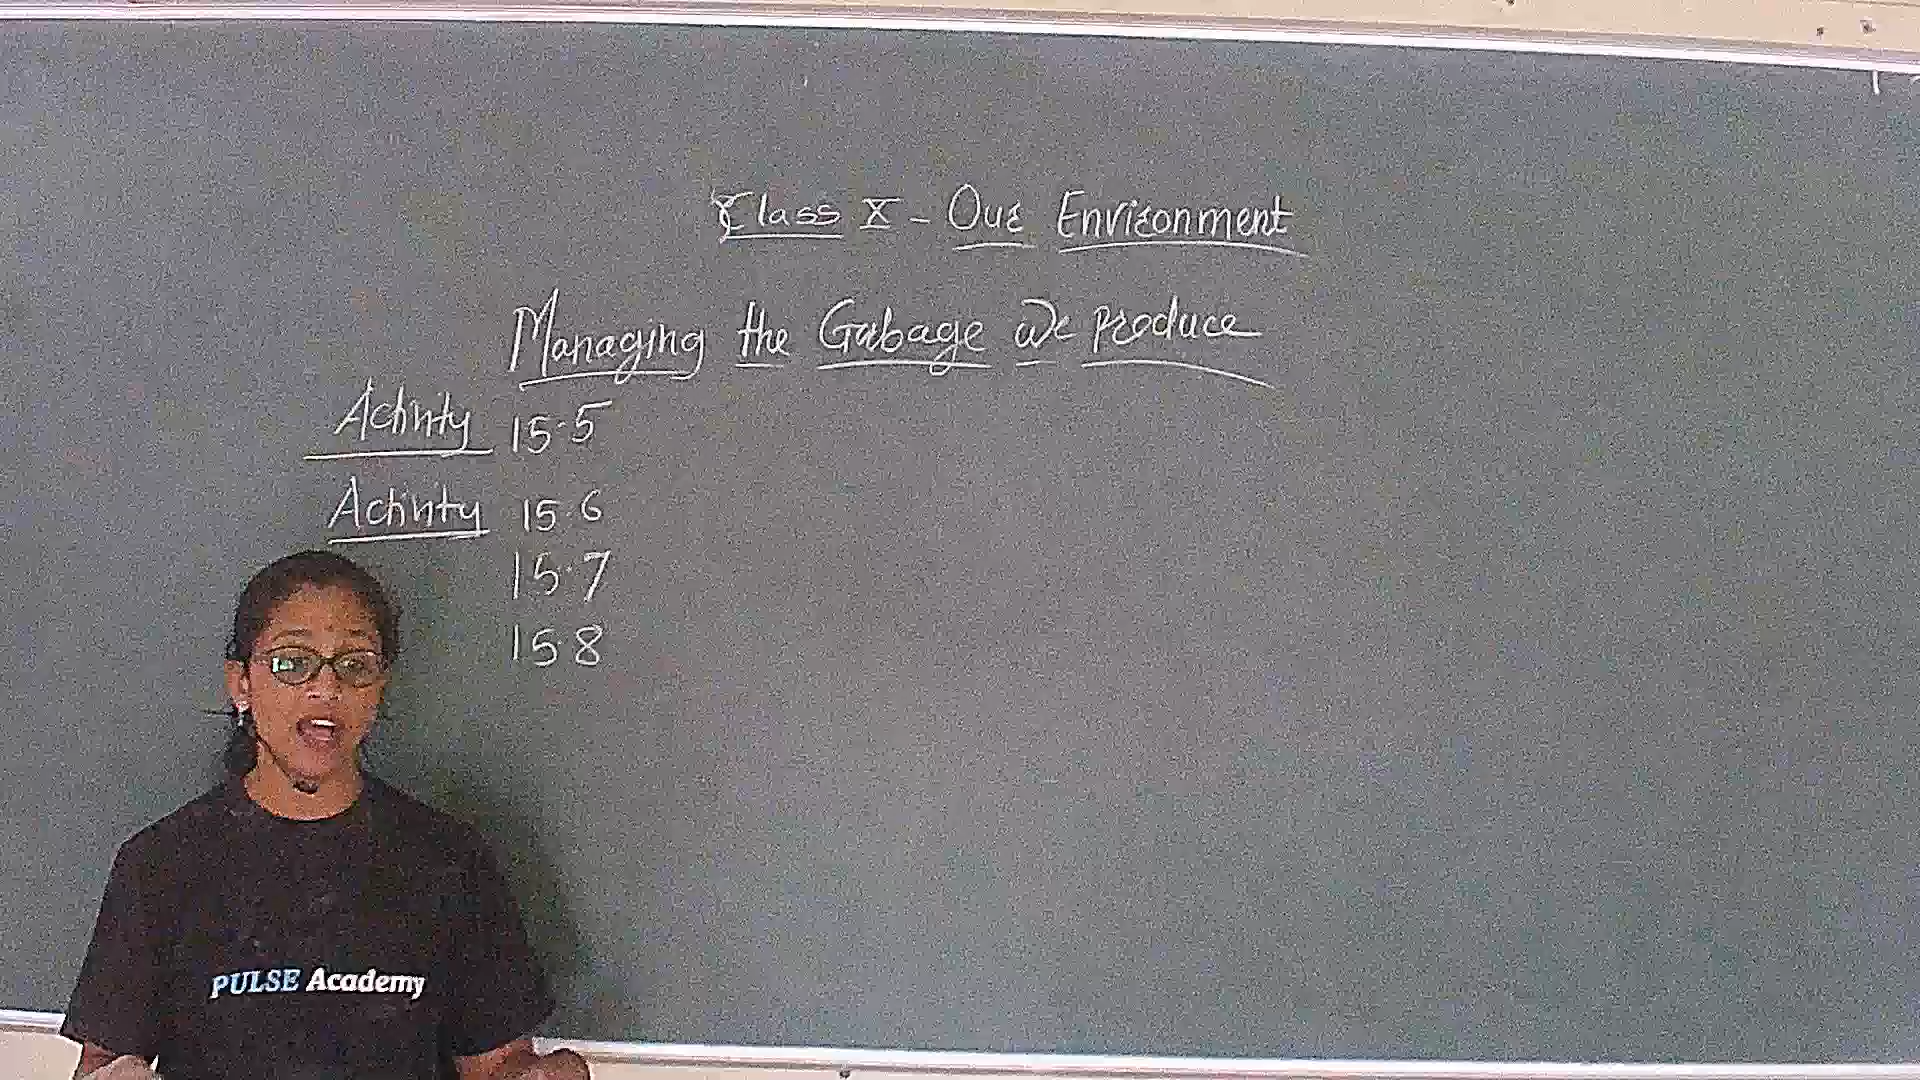 Class X - Our Environment
Managing the Gabage we produce
Activity 15.5
Activity 15.6
15.7
15.8
PULSE Academy